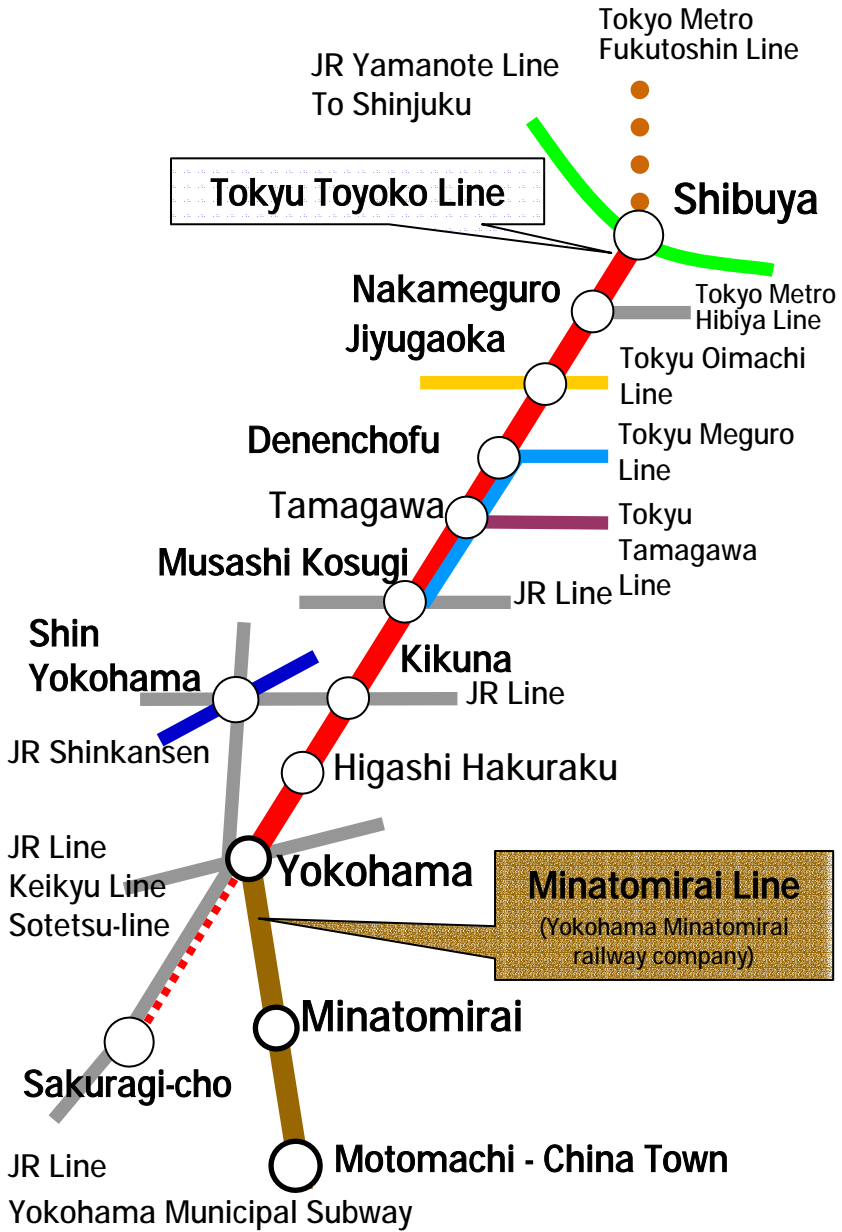 Tokyo Metro
Fukutoshin Line
JR Yamanote Line
To Shinjuku
Tokyu Toyoko Line
Shibuya
Nakameguro
Tokyo Metro
Hibiya Line
Jiyugaoka
Tokyu Oimachi
Line
Denenchofu
Tokyu Meguro
Line
Tamagawa
Tokyu
Tamagawa
Line
Musashi Kosugi
JR Line
Shin
Yokohama
Kikuna
JR Line
JR Shinkansen
Higashi Hakuraku
JR Line
Keikyu Line
Sotetsu-line
Yokohama
Minatomirai Line
(Yokohama Minatomirai
railway company)
Minatomirai
Sakuragi-cho
Motomachi - China Town
JR Line
Yokohama Municipal Subway